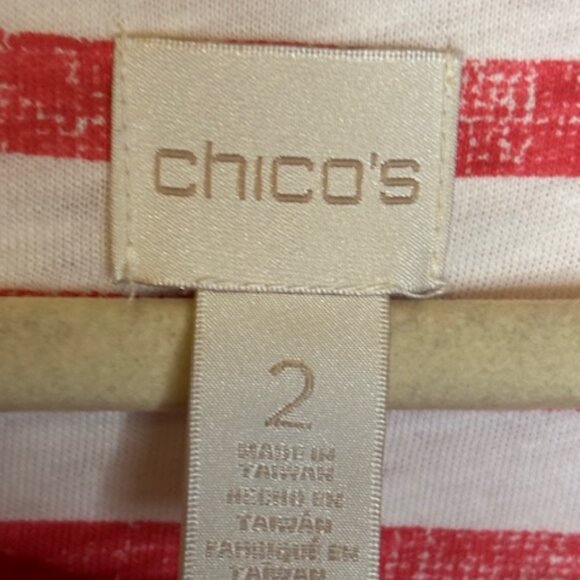 chico's
2
MADE IN
TAIWAN
HECHO EN
TAIWÁN
FABRIQUÉ EN
TAIWAN